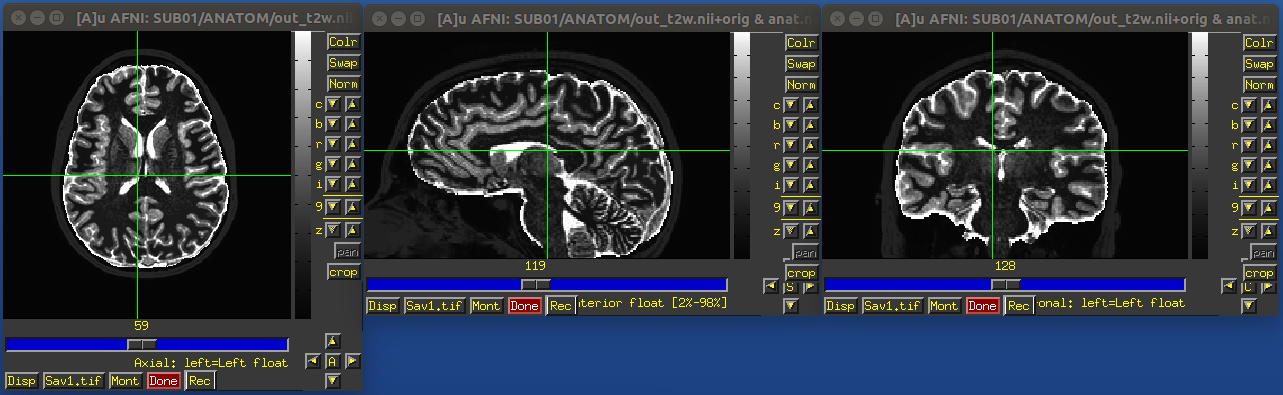 [A]u AFNI: SUB01/ANATOM/out_t2w.nii
Colr
Swap
Norm
c
b
r
g
i
9
z
pan
crop
59
Axial: left=Left float
A
Disp
Sav1.tif
Mont
Done
Rec
[A]u AFNI: SUB01/ANATOM/out_t2w.nii+orig & anat.n
Colr
Swap
Norm
c
b
r
g
i
9
z
pan
crop
119
S
Disp
Sav1.tif
Mont
Done
Rec
terior float [2%-98%]
[A]u AFNI: SUB01/ANATOM/out_t2w.nii+orig & anat.n
Colr
Swap
Norm
c
b
r
g
i
9
z
pan
crop
128
C
Disp
Sav1.tif
Mont
Done
Rec
onal: left=Left float